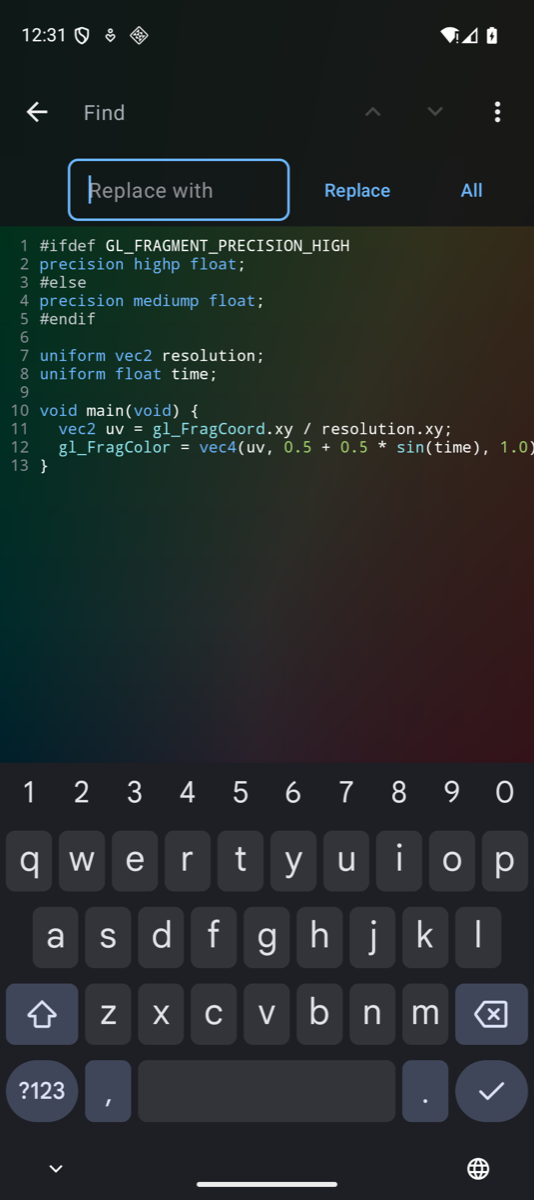 12:31
Find
Replace with Replace All
1 #ifdef GL_FRAGMENT_PRECISION_HIGH
2 precision highp float;
3 #else
4 precision mediump float;
5 #endif
6
7 uniform vec2 resolution;
8 uniform float time;
9
10 void main(void) {
11   vec2 uv = gl_FragCoord.xy / resolution.xy;
12   gl_FragColor = vec4(uv, 0.5 + 0.5 * sin(time), 1.0)
13 }
1 2 3 4 5 6 7 8 9 0
q w e r t y u i o p
a s d f g h j k l
z x c v b n m
?123 , .